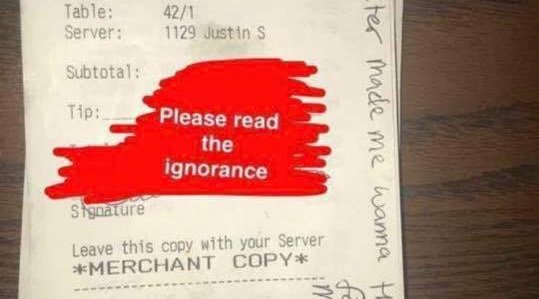 Table: 42/1
Server: 1129 Justin S
Subtotal:
Tip:
Please read
the
ignorance
Signature
Leave this copy with your Server
*MERCHANT COPY*
made me wanna